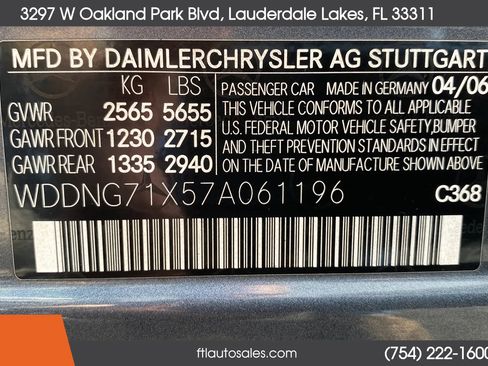 3297 W Oakland Park Blvd, Lauderdale Lakes, FL 33311
MFD BY DAIMLERCHRYSLER AG STUTTGART
KG LBS
GVWR 2565 5655
GAWR FRONT 1230 2715
GAWR REAR 1335 2940
PASSENGER CAR MADE IN GERMANY 04/06
THIS VEHICLE CONFORMS TO ALL APPLICABLE
U.S. FEDERAL MOTOR VEHICLE SAFETY, BUMPER
AND THEFT PREVENTION STANDARDS IN EFFECT
ON THE DATE OF MANUFACTURE SHOWN ABOVE.
WDDNG71X57A061196 C368
ftlautosales.com
(754) 222-1600